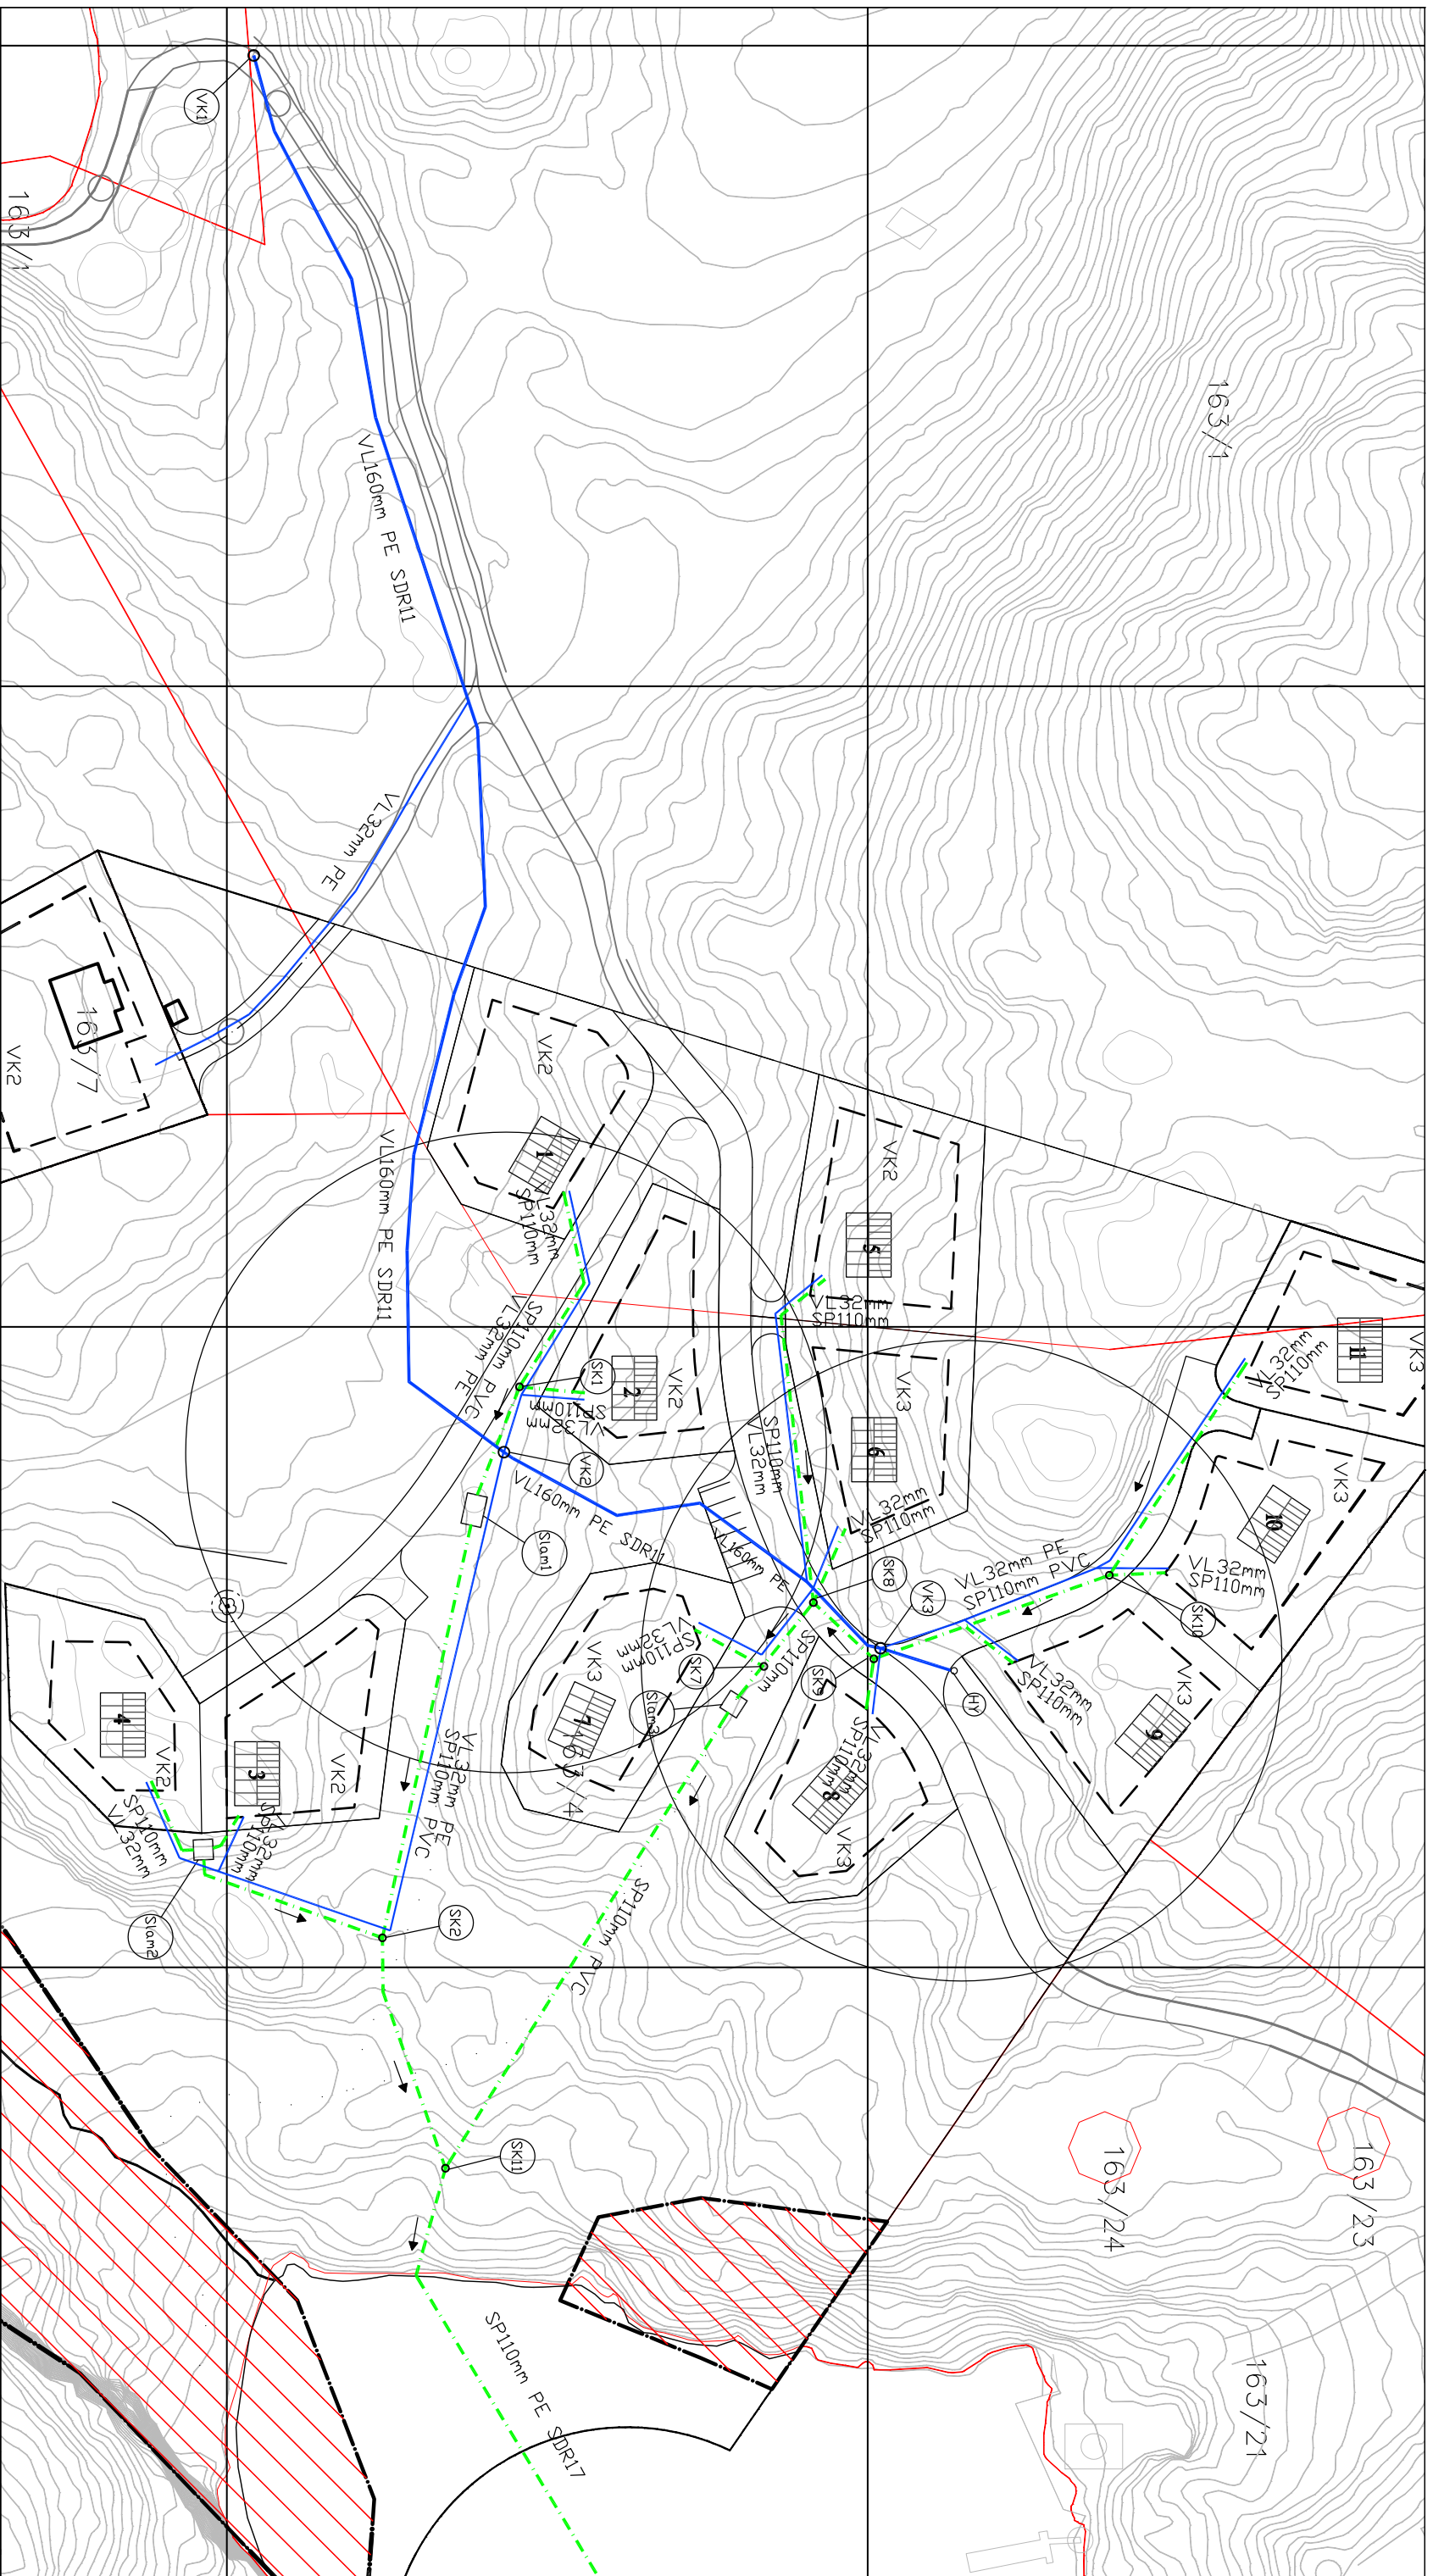 VK1
163/1
163/1
VL160mm PE SDR11
VL32mm PE
163/7
VK2
VK2
1
VL160mm PE SDR11
VL32mm
SP110mm
VK2
5
VL32mm
SP110mm
SP110mm PVC
VL32mm PE
SK1
2
VK2
SP110mm
VL32mm
VK2
VK3
6
SP110mm
VL32mm
VL32mm
SP110mm
11
VK3
VL32mm
SP110mm
VK3
10
VL32mm
SP110mm
VL160mm PE SDR11
Slam1
VL160mm PE
SK8
VK3
VL32mm PE
SP110mm PVC
SK10
VL32mm
SP110mm
VK3
7
SK7
SP110mm
SK9
Slam3
HY
VL32mm
SP110mm
VK3
9
VL32mm
SP110mm
8
VK3
4
VK2
3
VK2
VL32mm PE
SP110mm PVC
SP110mm
VL32mm
VL32mm
SP110mm
Slam2
SK2
SP110mm PVC
SK11
163/24
163/23
163/21
SP110mm PE SDR17